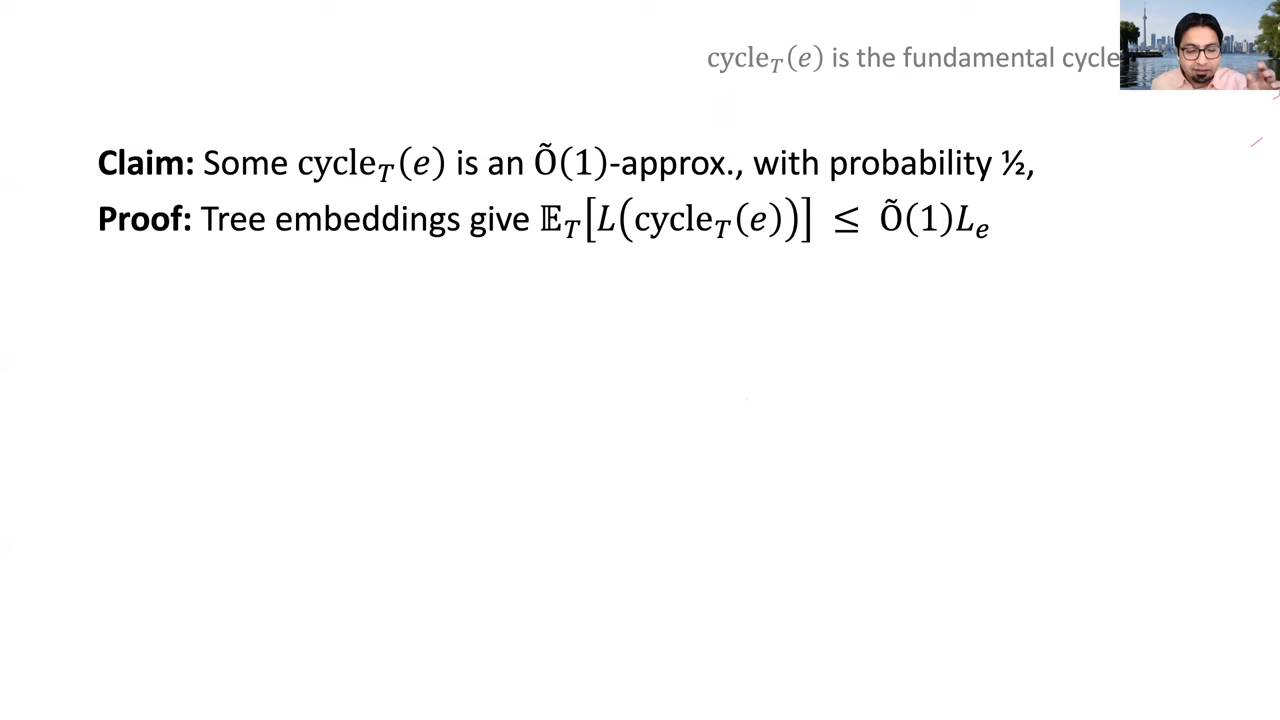 cycle_T(e) is the fundamental cycle
Claim: Some cycle_T(e) is an Õ(1)-approx., with probability ½,
Proof: Tree embeddings give 𝔼_T[L(cycle_T(e))] ≤ Õ(1)L_e